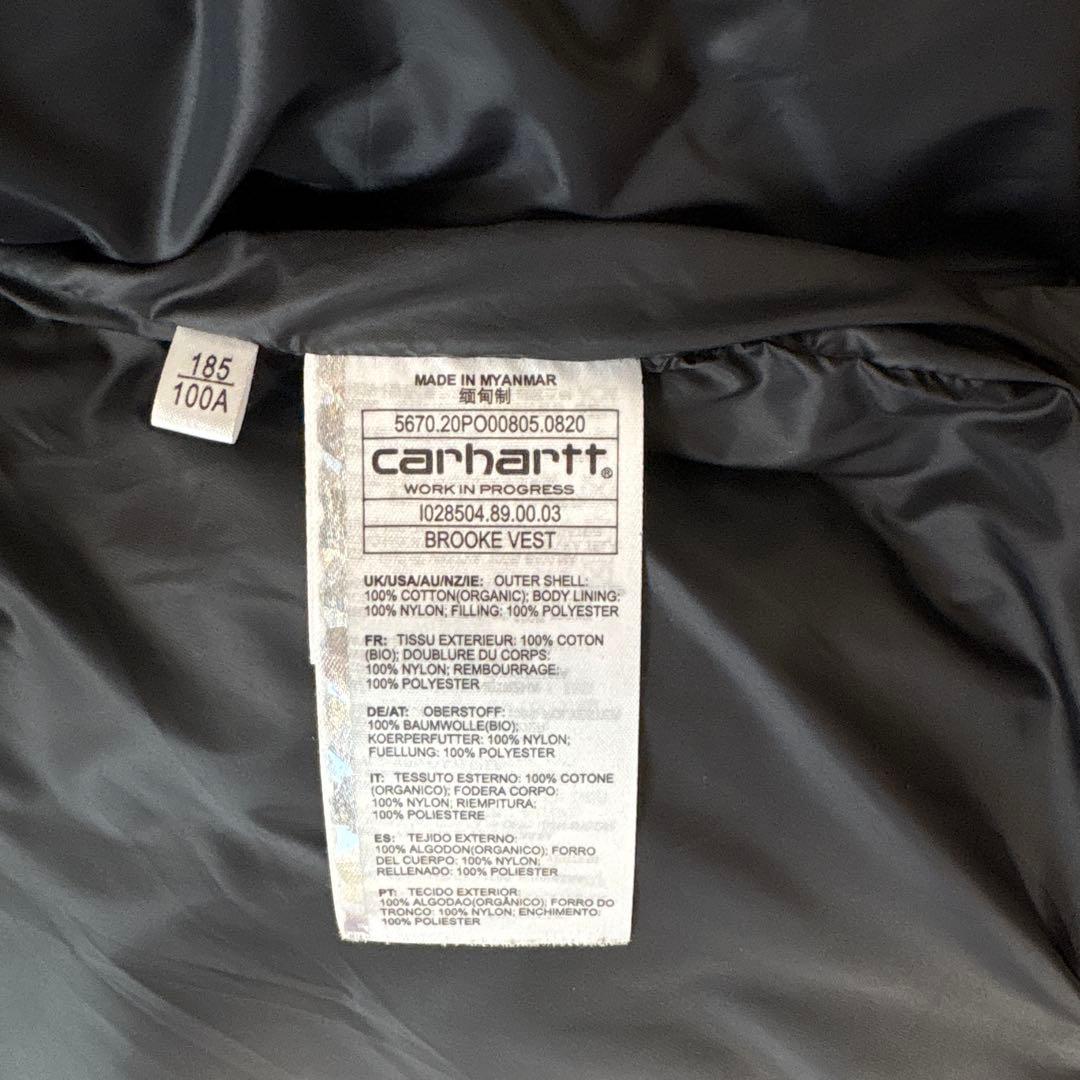 185
100A
MADE IN MYANMAR
缅甸制
5670.20PO00805.0820
carhartt®
WORK IN PROGRESS
I028504.89.00.03
BROOKE VEST
UK/USA/AU/NZ/IE: OUTER SHELL:
100% COTTON(ORGANIC); BODY LINING:
100% NYLON; FILLING: 100% POLYESTER
FR: TISSU EXTERIEUR: 100% COTON
(BIO); DOUBLURE DU CORPS:
100% NYLON; REMBOURRAGE:
100% POLYESTER
DE/AT: OBERSTOFF:
100% BAUMWOLLE(BIO);
KOERPERFUTTER: 100% NYLON;
FUELLUNG: 100% POLYESTER
IT: TESSUTO ESTERNO: 100% COTONE
(ORGANICO); FODERA CORPO:
100% NYLON; RIEMPITURA:
100% POLIESTERE
ES: TEJIDO EXTERNO:
100% ALGODON(ORGANICO); FORRO
DEL CUERPO: 100% NYLON;
RELLENADO: 100% POLIESTER
PT: TECIDO EXTERIOR:
100% ALGODAO(ORGÂNICO); FORRO DO
TRONCO: 100% NYLON; ENCHIMENTO:
100% POLIESTER